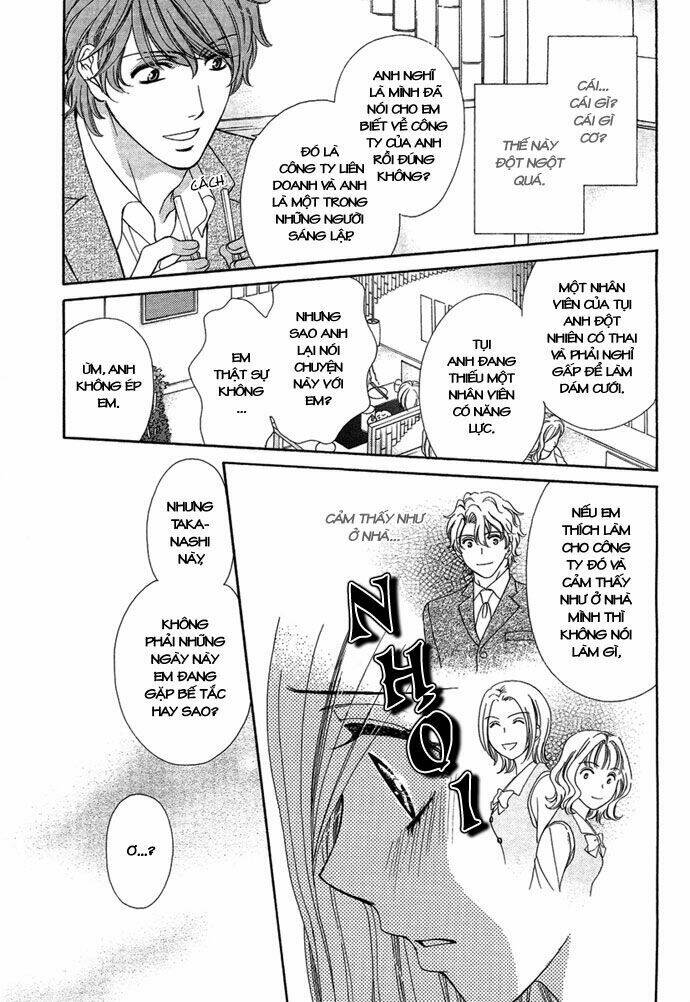 CÁI...
CÁI GÌ?
CÁI GÌ
CƠ?
THẾ NÀY
ĐỘT NGỘT
QUÁ.
ANH NGHĨ
LÀ MÌNH ĐÃ
NÓI CHO EM
BIẾT VỀ CÔNG
TY CỦA ANH
RỒI ĐÚNG
KHÔNG?
ĐÓ LÀ
CÔNG TY LIÊN
DOANH VÀ ANH
LÀ MỘT TRONG
NHỮNG NGƯỜI
SÁNG LẬP.
CÁCH
MỘT NHÂN
VIÊN CỦA TỤI
ANH ĐỘT
NHIÊN CÓ THAI
VÀ PHẢI NGHỈ
GẤP ĐỂ LÀM
DÁM CƯỚI.
TỤI
ANH ĐANG
THIẾU MỘT
NHÂN VIÊN
CÓ NĂNG
LỰC.
NHƯNG
SAO ANH
LẠI NÓI
CHUYỆN
NÀY VỚI
EM?
EM
THẬT SỰ
KHÔNG
...
ỪM, ANH
KHÔNG ÉP
EM.
NẾU EM
THÍCH LÀM
CHO CÔNG
TY ĐÓ VÀ
CẢM THẤY
NHƯ Ở NHÀ
MÌNH THÌ
KHÔNG NÓI
LÀM GÌ,
CẢM THẤY NHƯ
Ở NHÀ...
NHÓI
NHƯNG
TAKA-
NASHI
NÀY,
KHÔNG
PHẢI NHỮNG
NGÀY NÀY
EM ĐANG
GẶP BẾ TẮC
HAY SAO?
Ơ...?